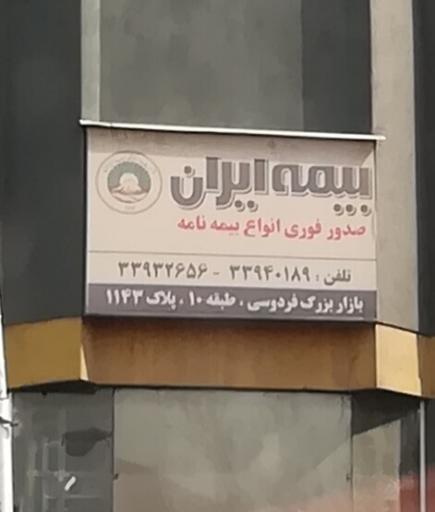 بیمه ایران
صدور فوری انواع بیمه نامه
تلفن : ۳۳۹۴۰۱۸۹ - ۳۳۹۳۲۶۵۶
بازار بزرگ فردوسی ، طبقه ۱۰ ، پلاک ۱۱۴۳